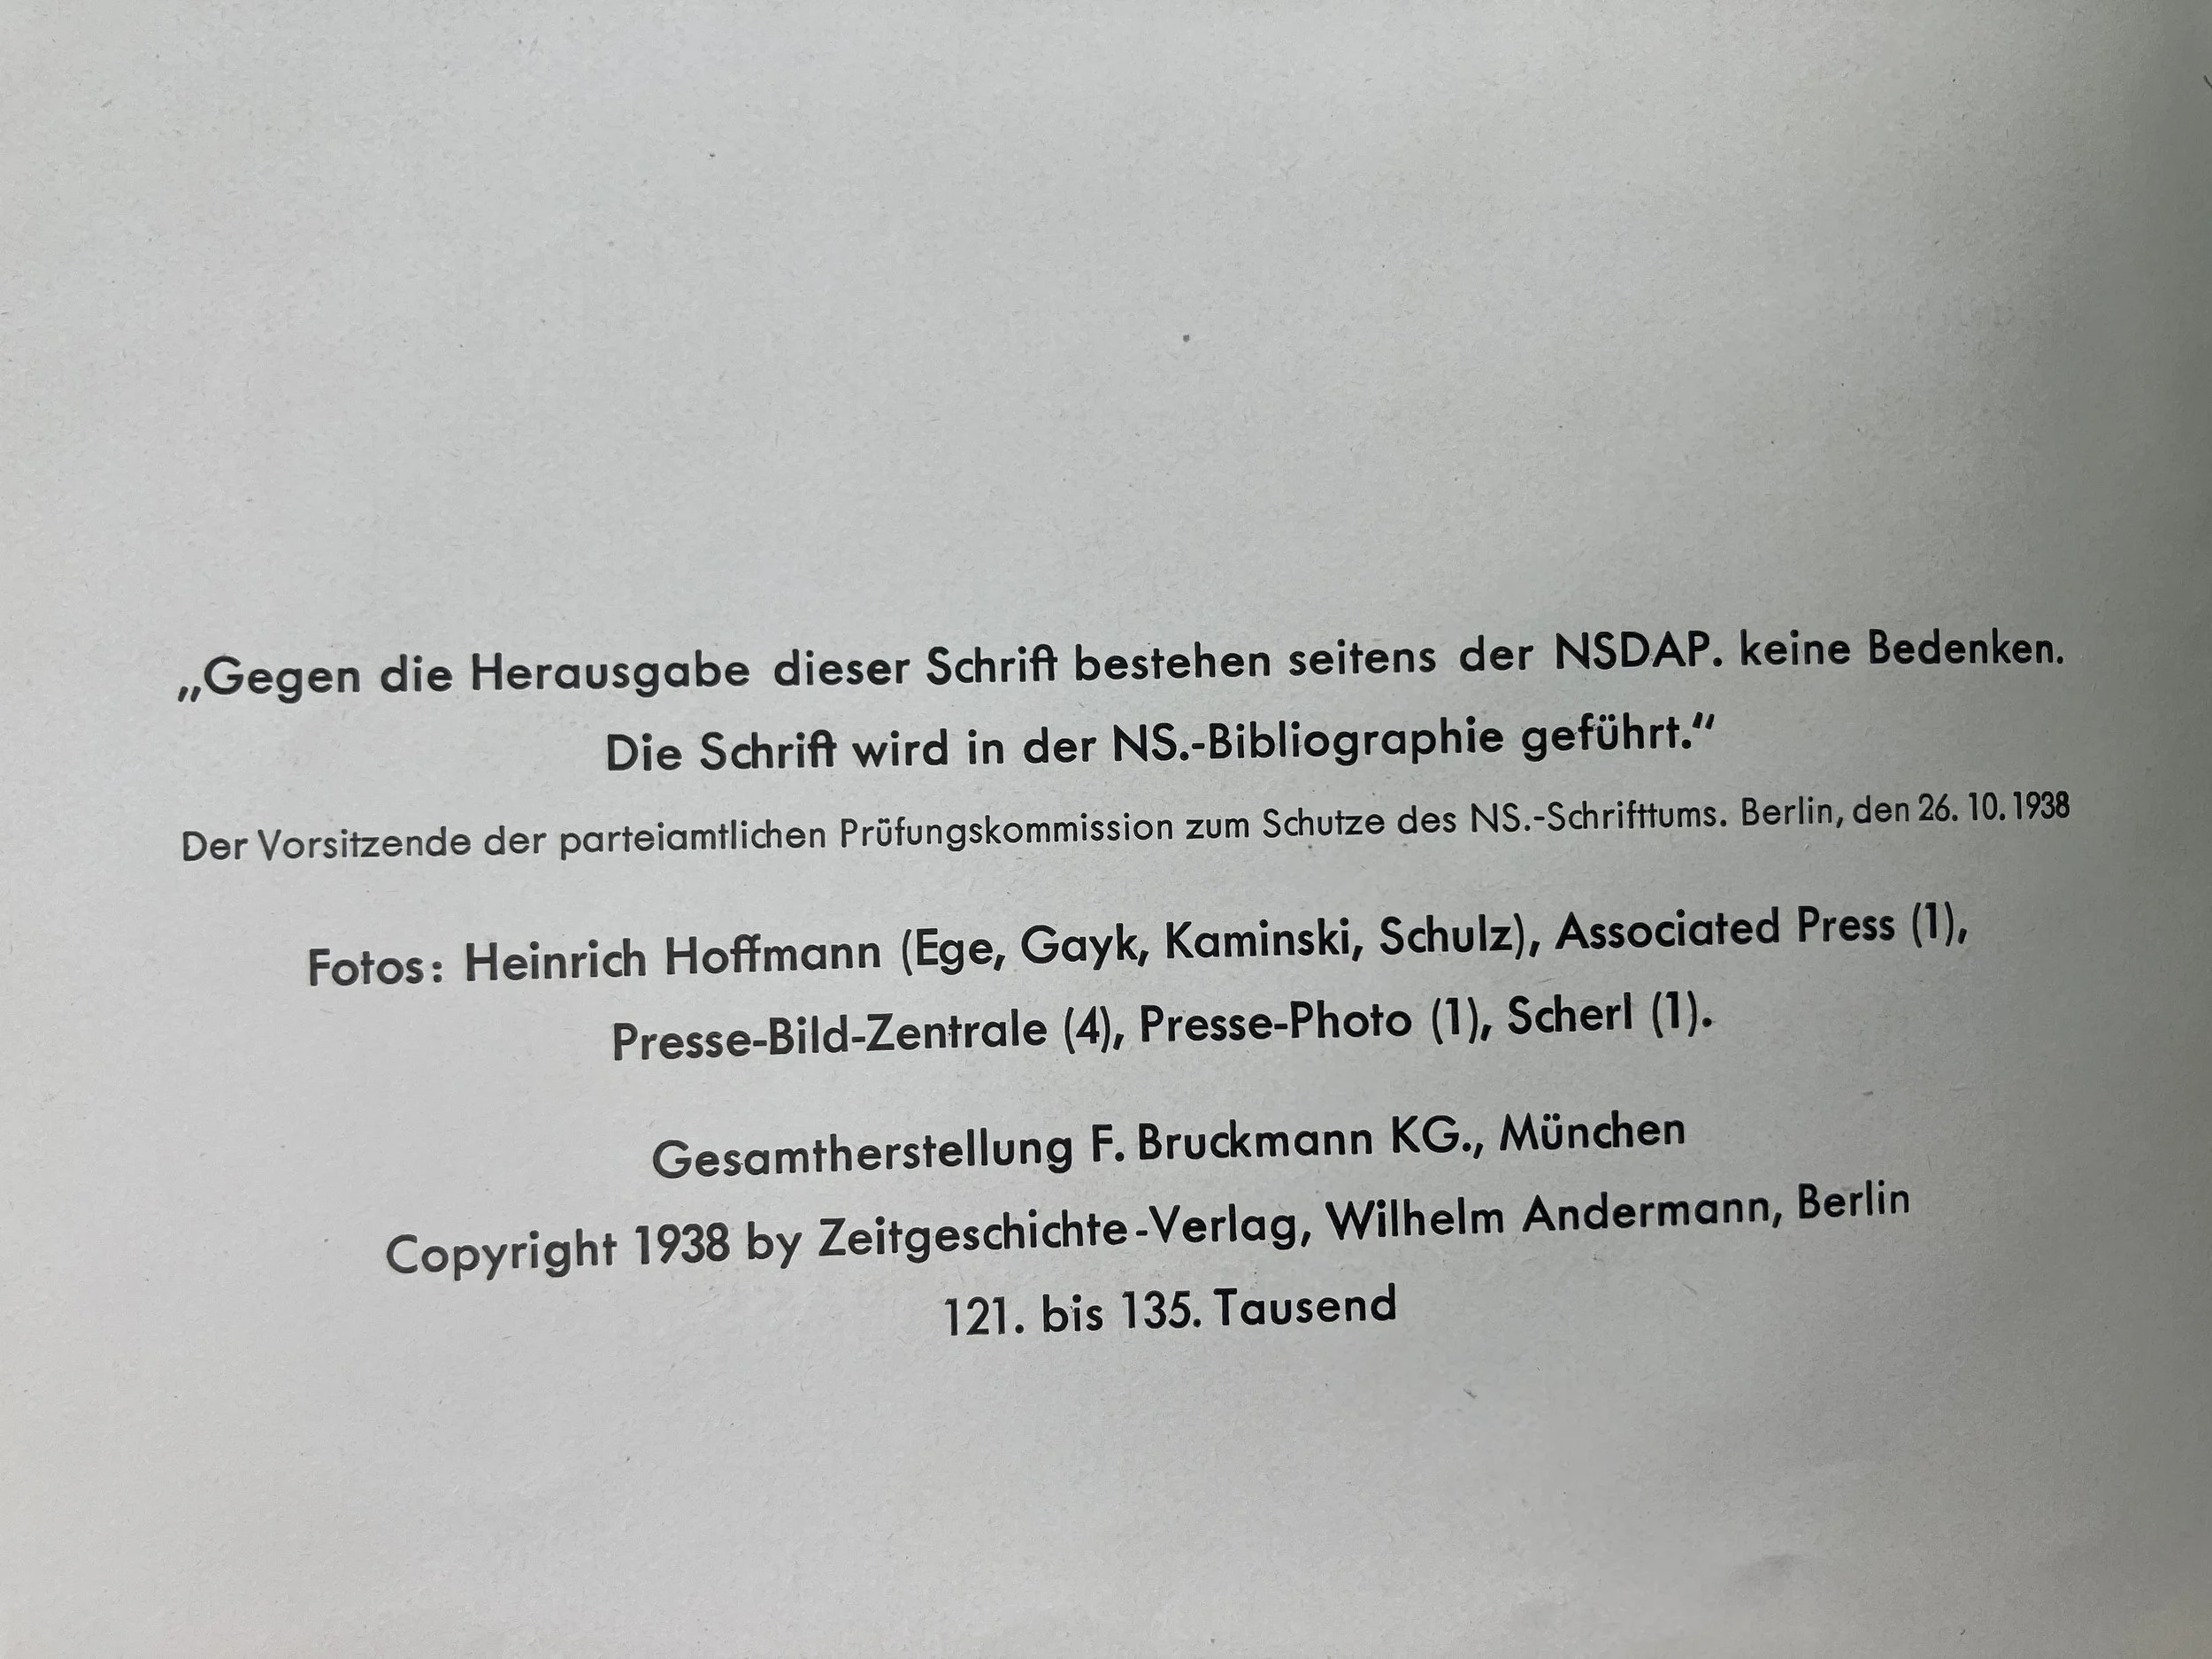 „Gegen die Herausgabe dieser Schrift bestehen seitens der NSDAP. keine Bedenken.
Die Schrift wird in der NS.-Bibliographie geführt.“
Der Vorsitzende der parteiamtlichen Prüfungskommission zum Schutze des NS.-Schrifttums. Berlin, den 26. 10. 1938
Fotos: Heinrich Hoffmann (Ege, Gayk, Kaminski, Schulz), Associated Press (1),
Presse-Bild-Zentrale (4), Presse-Photo (1), Scherl (1).
Gesamtherstellung F. Bruckmann KG., München
Copyright 1938 by Zeitgeschichte-Verlag, Wilhelm Andermann, Berlin
121. bis 135. Tausend